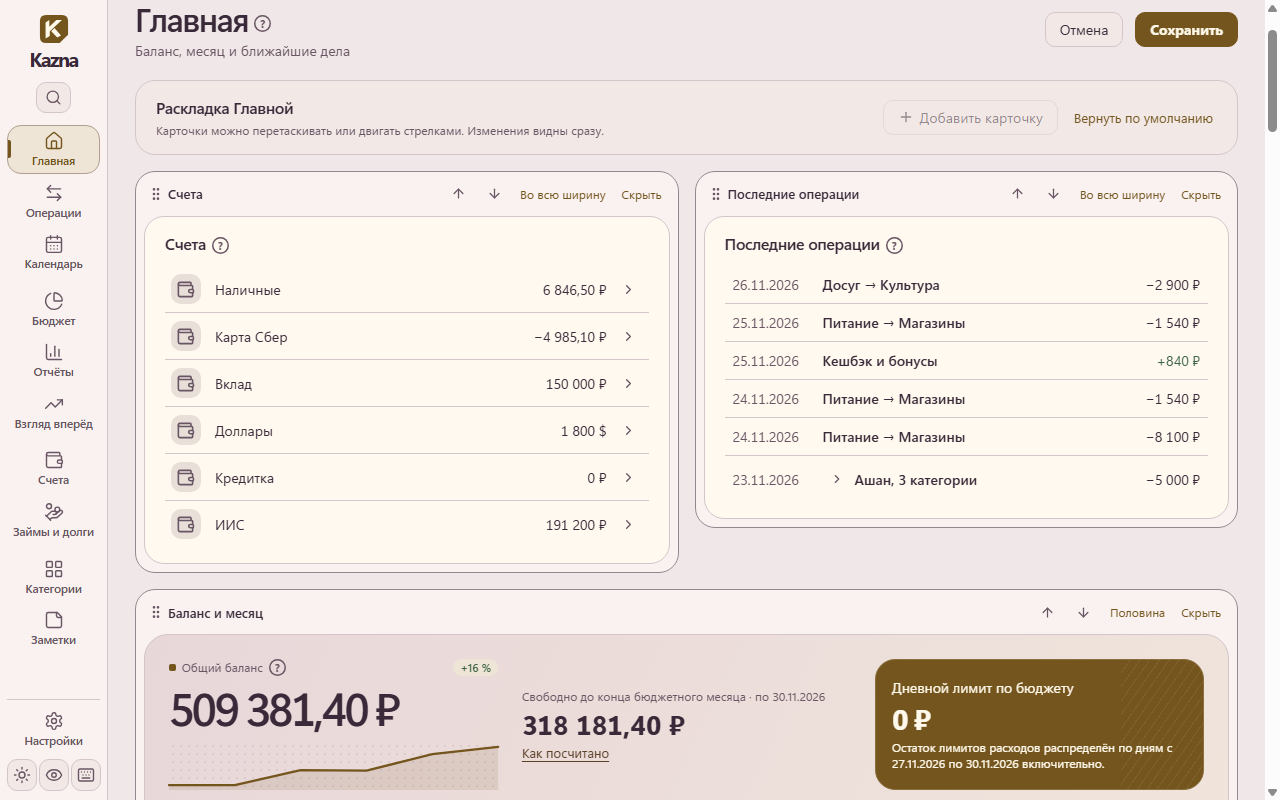 Kazna
Главная
Операции
Календарь
Бюджет
Отчёты
Взгляд вперёд
Счета
Займы и долги
Категории
Заметки
Настройки
Главная ?
Баланс, месяц и ближайшие дела
Отмена
Сохранить
Раскладка Главной
Карточки можно перетаскивать или двигать стрелками. Изменения видны сразу.
+ Добавить карточку
Вернуть по умолчанию
Счета ↑ ↓ Во всю ширину Скрыть
Счета ?
Наличные 6 846,50 ₽
Карта Сбер −4 985,10 ₽
Вклад 150 000 ₽
Доллары 1 800 $
Кредитка 0 ₽
ИИС 191 200 ₽
Последние операции ↑ ↓ Во всю ширину Скрыть
Последние операции ?
26.11.2026 Досуг → Культура −2 900 ₽
25.11.2026 Питание → Магазины −1 540 ₽
25.11.2026 Кешбэк и бонусы +840 ₽
24.11.2026 Питание → Магазины −1 540 ₽
24.11.2026 Питание → Магазины −8 100 ₽
23.11.2026 Ашан, 3 категории −5 000 ₽
Баланс и месяц ↑ ↓ Половина Скрыть
Общий баланс ? +16 %
509 381,40 ₽
Свободно до конца бюджетного месяца · по 30.11.2026
318 181,40 ₽
Как посчитано
Дневной лимит по бюджету
0 ₽
Остаток лимитов расходов распределён по дням с
27.11.2026 по 30.11.2026 включительно.